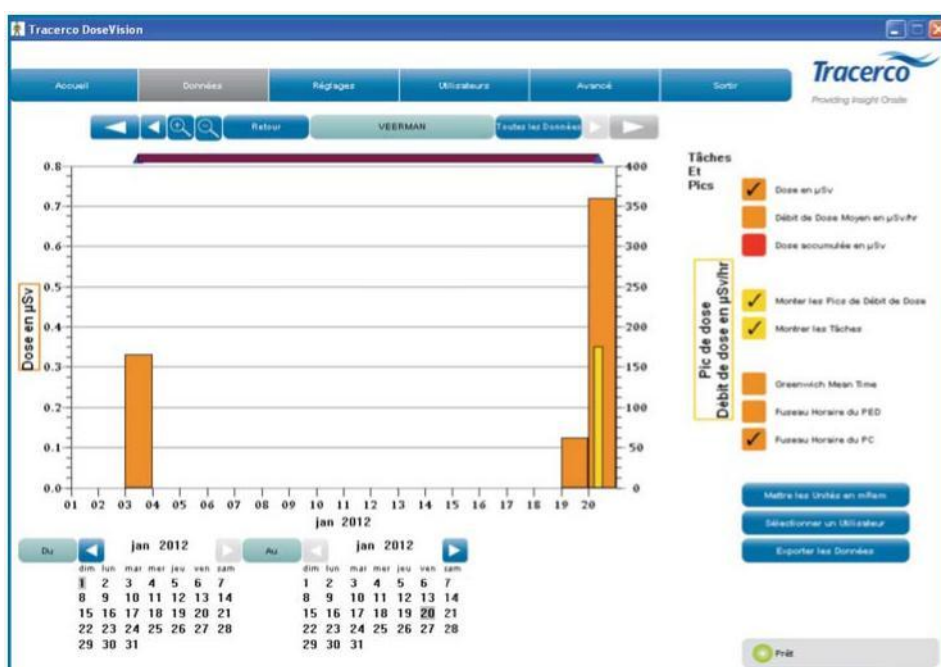 Tracerco DoseVision
Tracerco
Providing Insight Onsite
Accueil Données Réglages Utilisateurs Avancé Sortir
Retour VEERMAN Toutes les Données
Tâches
Et
Pics
Dose en µSv
0.8
0.7
0.6
0.5
0.4
0.3
0.2
0.1
0.0
400
350
300
250
200
150
100
50
0
01 02 03 04 05 06 07 08 09 10 11 12 13 14 15 16 17 18 19 20
jan 2012
Pic de dose
Débit de dose en µSv/hr
Dose en µSv
Débit de Dose Moyen en µSv/hr
Dose accumulée en µSv
Monter les Pics de Débit de Dose
Montrer les Tâches
Greenwich Mean Time
Fuseau Horaire du PED
Fuseau Horaire du PC
Mettre les Unités en mRem
Sélectionner un Utilisateur
Exporter les Données
Du jan 2012
dim lun mar mer jeu ven sam
1 2 3 4 5 6 7
8 9 10 11 12 13 14
15 16 17 18 19 20 21
22 23 24 25 26 27 28
29 30 31
Au jan 2012
dim lun mar mer jeu ven sam
1 2 3 4 5 6 7
8 9 10 11 12 13 14
15 16 17 18 19 20 21
22 23 24 25 26 27 28
29 30 31
Prêt